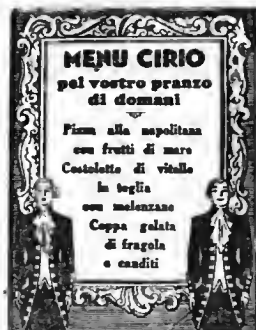 MENU CIRIO
pel vostro pranzo
di domani
Pizza alla napolitana
con frutti di mare
Costolette di vitello
in teglia
con melenzane
Coppa gelata
di fragola
e canditi